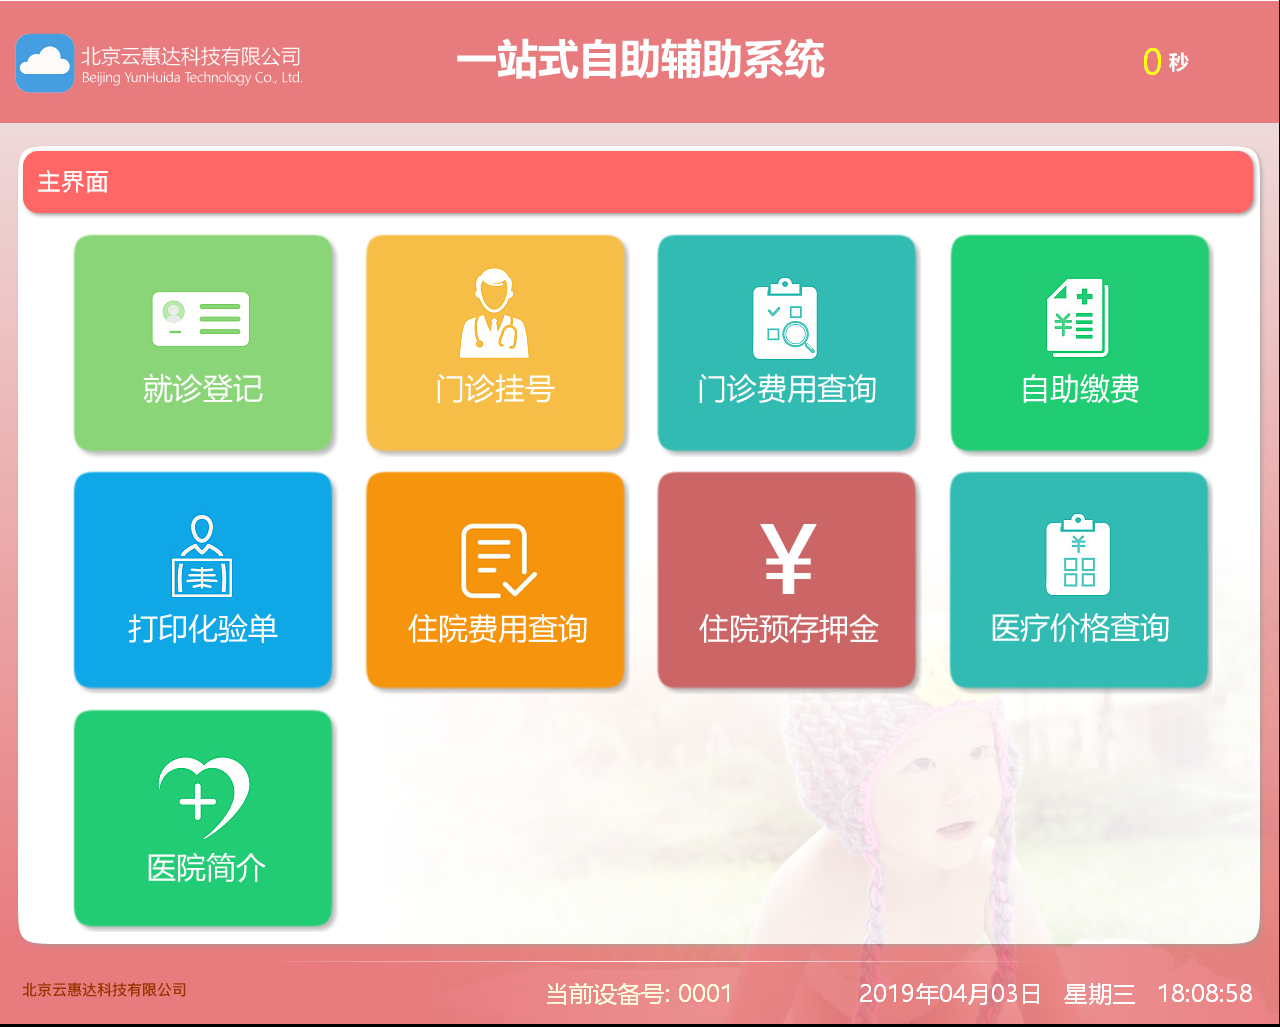 北京云惠达科技有限公司
Beijing YunHuida Technology Co., Ltd.
一站式自助辅助系统
0 秒
主界面
就诊登记
门诊挂号
门诊费用查询
自助缴费
打印化验单
住院费用查询
¥
住院预存押金
医疗价格查询
医院简介
北京云惠达科技有限公司
当前设备号: 0001
2019年04月03日 星期三 18:08:58